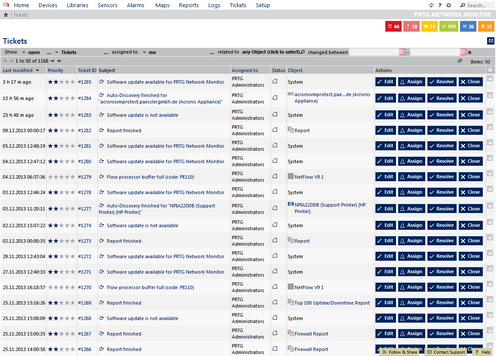 Home Devices Libraries Sensors Alarms Maps Reports Logs Tickets Setup Search...
PRTG NETWORK MONITOR
Tickets
44 10 14 909 36 32
Tickets
Show open ... Tickets assigned to me ... related to any Object (click to select) changed between
1 to 50 of 1166 Items: 50
Last modified Priority Ticket ID Subject Assigned to Status Object Actions
3 h 17 m ago #1285 Software update available for PRTG Network Monitor PRTG Administrators System Edit Assign Resolve Close
13 h 56 m ago #1284 Auto-Discovery finished for "acronisvmprotect.paesslergmbh.de (Acronis Appliance)" PRTG Administrators acronisvmprotect.pae...de (Acronis Appliance) Edit Assign Resolve Close
23 h 48 m ago #1283 Software update is not available PRTG Administrators System Edit Assign Resolve Close
09.12.2013 00:00:17 #1282 Report finished PRTG Administrators Report Edit Assign Resolve Close
05.12.2013 12:48:19 #1281 Software update available for PRTG Network Monitor PRTG Administrators System Edit Assign Resolve Close
04.12.2013 12:47:12 #1280 Software update available for PRTG Network Monitor PRTG Administrators System Edit Assign Resolve Close
04.12.2013 06:37:36 #1279 Flow processor buffer full (code: PE110) PRTG Administrators NetFlow V9 1 Edit Assign Resolve Close
03.12.2013 12:46:24 #1278 Software update available for PRTG Network Monitor PRTG Administrators System Edit Assign Resolve Close
03.12.2013 11:20:11 #1277 Auto-Discovery finished for "NPIA22D0B (Support Printer) [HP Printer]" PRTG Administrators NPIA22D0B (Support Printer) [HP Printer] Edit Assign Resolve Close
02.12.2013 15:07:22 #1274 Software update is not available PRTG Administrators System Edit Assign Resolve Close
02.12.2013 00:00:35 #1273 Report finished PRTG Administrators Report Edit Assign Resolve Close
29.11.2013 12:43:04 #1272 Software update available for PRTG Network Monitor PRTG Administrators System Edit Assign Resolve Close
27.11.2013 12:40:33 #1271 Software update is not available PRTG Administrators System Edit Assign Resolve Close
25.11.2013 16:18:57 #1270 Flow processor buffer full (code: PE110) PRTG Administrators NetFlow V9 1 Edit Assign Resolve Close
25.11.2013 15:16:26 #1269 Report finished PRTG Administrators Top 100 Uptime/Downtime Report Edit Assign Resolve Close
25.11.2013 15:08:09 #1268 Software update is not available PRTG Administrators System Edit Assign Resolve Close
25.11.2013 15:00:35 #1267 Report finished PRTG Administrators Firewall Report Edit Assign Resolve Close
25.11.2013 14:00:58 #1266 Report finished PRTG Administrators Firewall Report
Follow & Share Contact Support Help